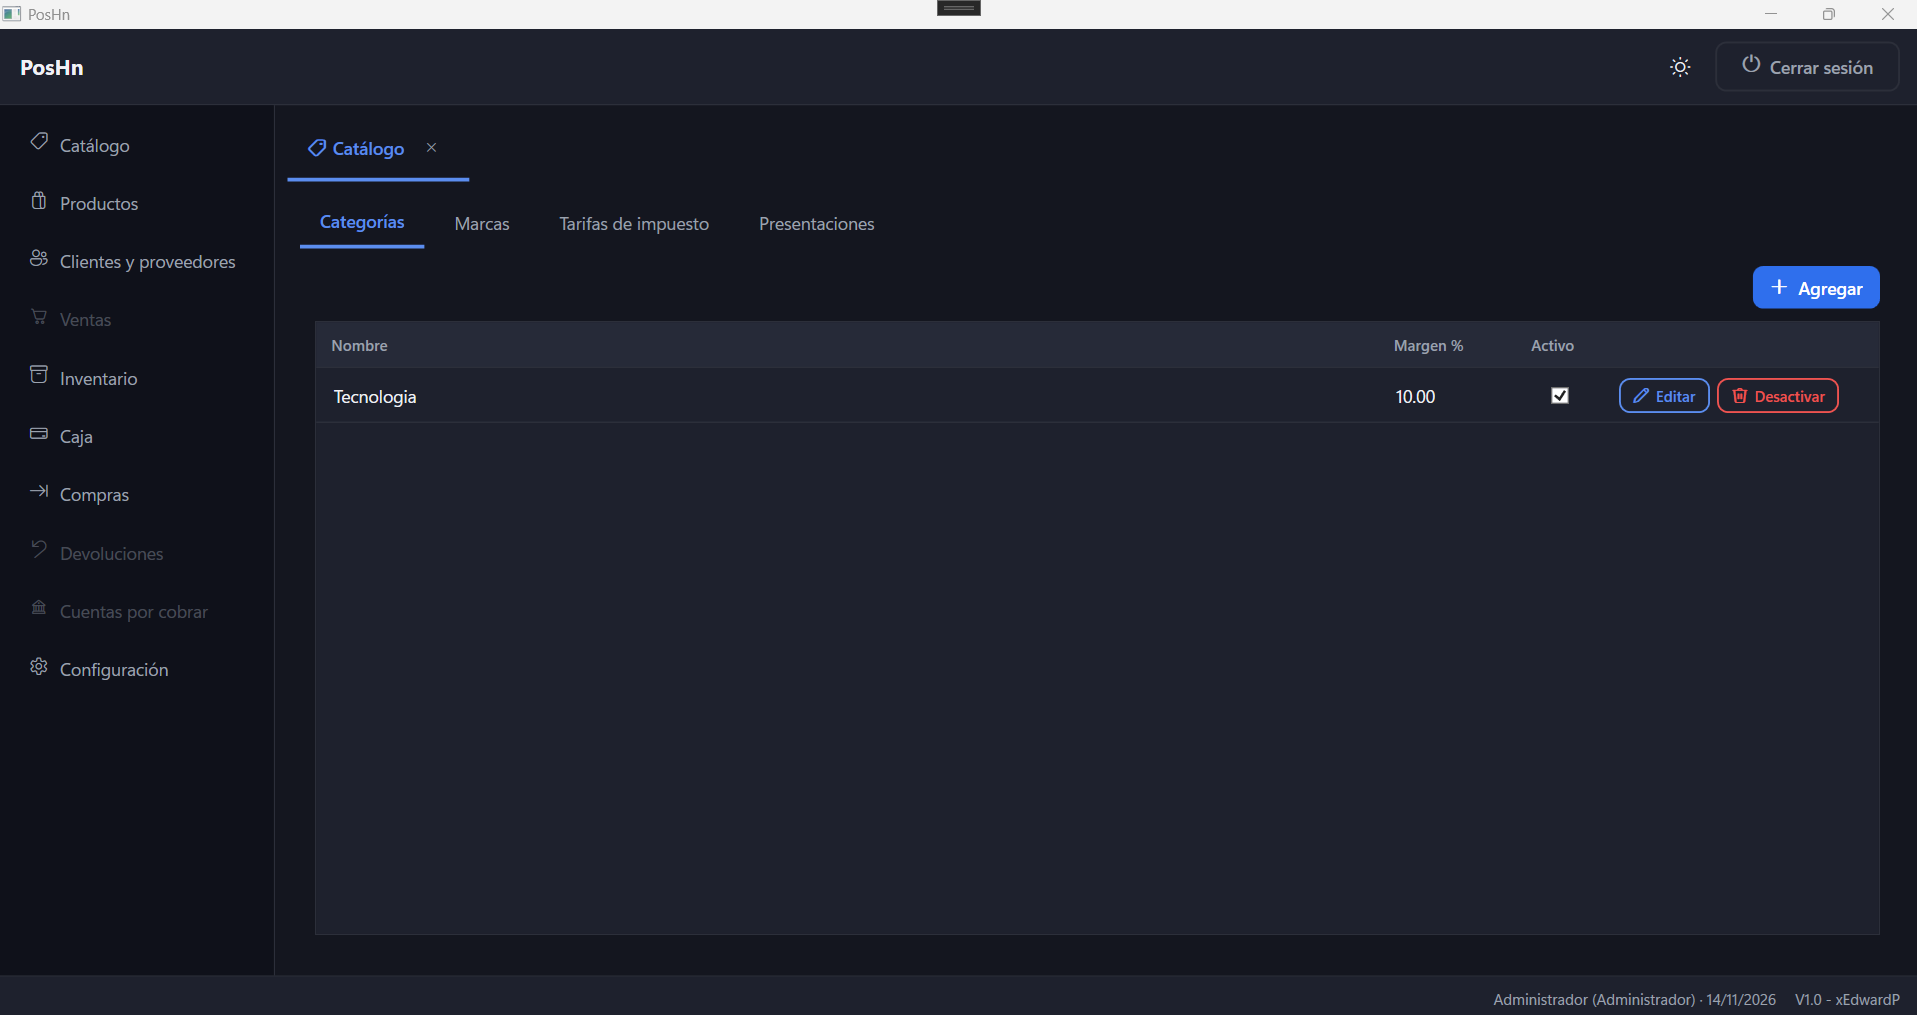 PosHn
PosHn
Cerrar sesión
Catálogo
Productos
Clientes y proveedores
Ventas
Inventario
Caja
Compras
Devoluciones
Cuentas por cobrar
Configuración
Catálogo
Categorías Marcas Tarifas de impuesto Presentaciones
Agregar
Nombre Margen % Activo
Tecnologia 10.00 Editar Desactivar
Administrador (Administrador) · 14/11/2026 V1.0 - xEdwardP